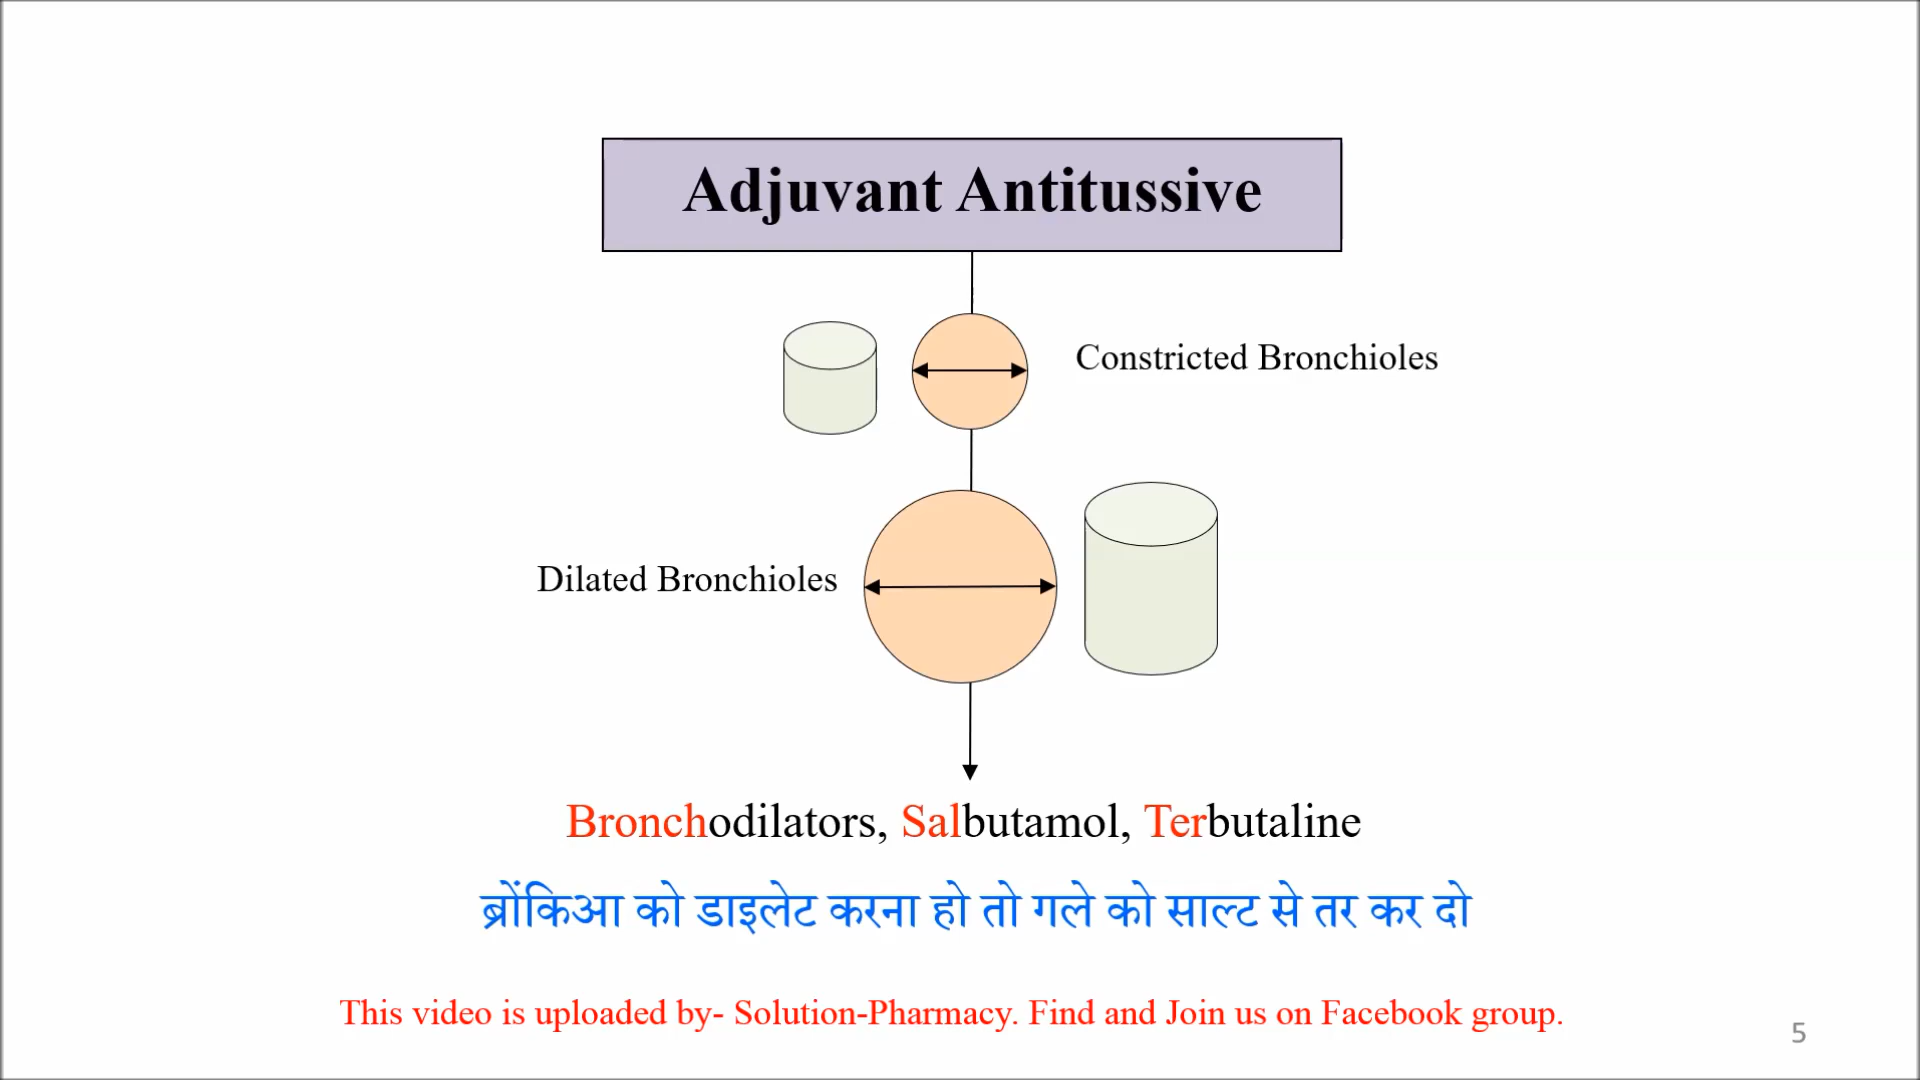 Adjuvant Antitussive
Constricted Bronchioles
Dilated Bronchioles
Bronchodilators, Salbutamol, Terbutaline
ब्रोंकिआ को डाइलेट करना हो तो गले को साल्ट से तर कर दो
This video is uploaded by- Solution-Pharmacy. Find and Join us on Facebook group.
5